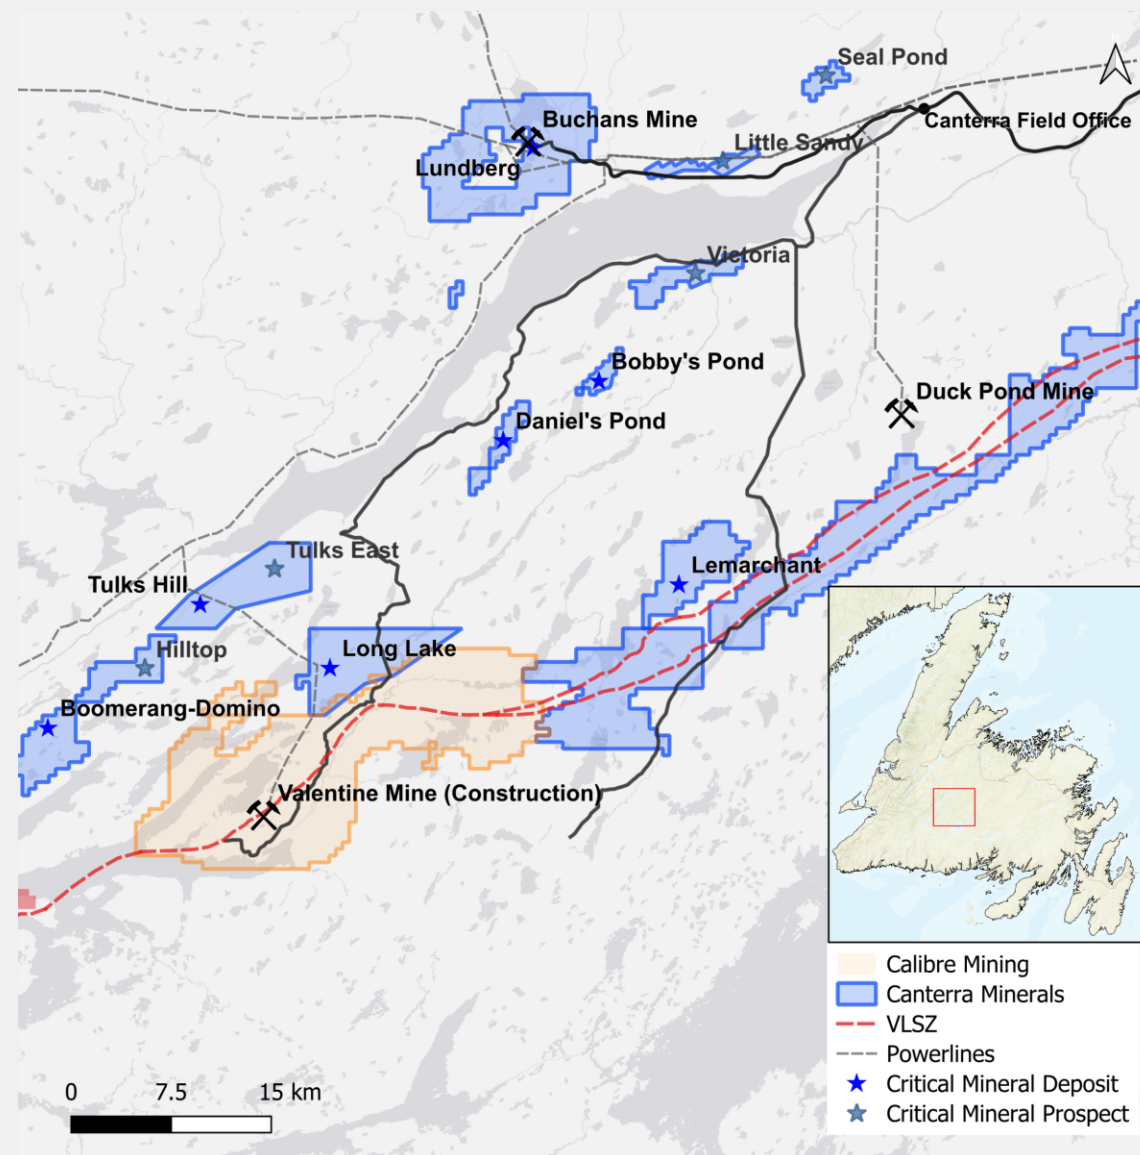 Seal Pond
N
Buchans Mine
Canterra Field Office
Little Sandy
Lundberg
Victoria
Bobby's Pond
Duck Pond Mine
Daniel's Pond
Tulks East
Lemarchant
Tulks Hill
Hilltop
Long Lake
Boomerang-Domino
Valentine Mine (Construction)
Calibre Mining
Canterra Minerals
VLSZ
Powerlines
Critical Mineral Deposit
Critical Mineral Prospect
0 7.5 15 km